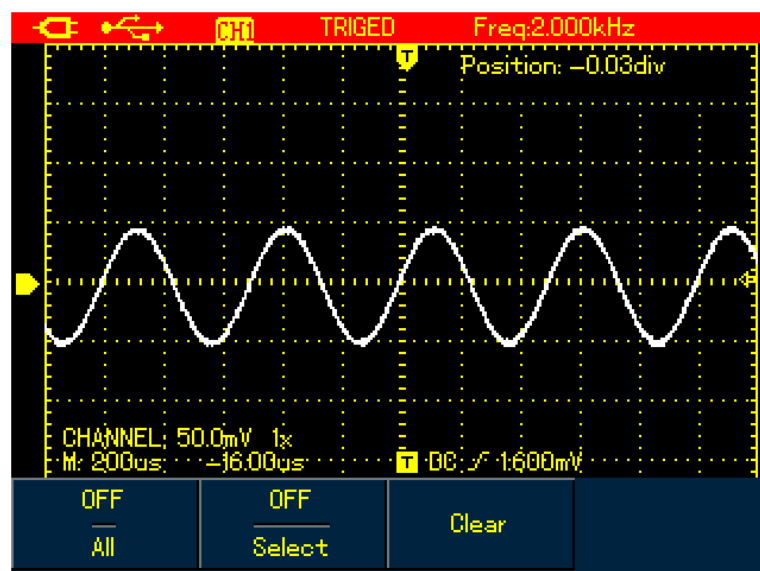 CH1 TRIGED Freq:2.000kHz
T
Position: -0.03div
CHANNEL: 50.0mV 1x
M: 200us -16.00us T DC 1.600mV
OFF OFF Clear
All Select